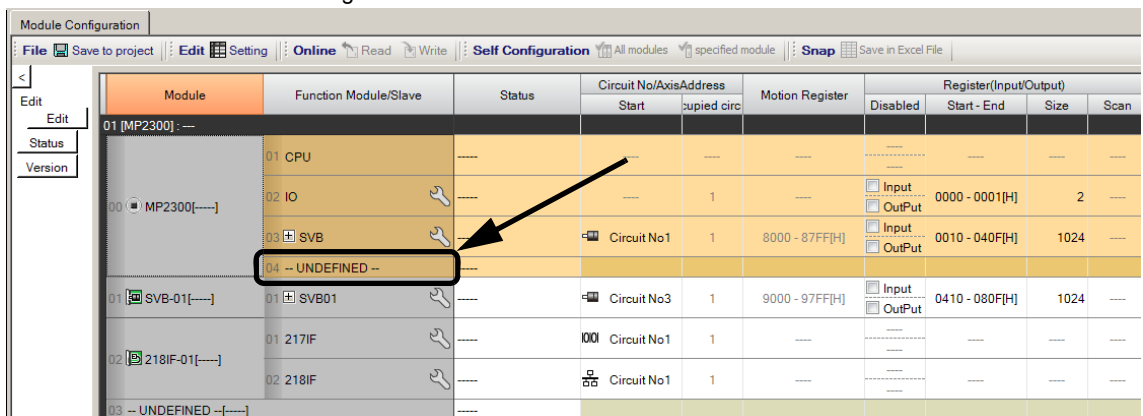 Module Configuration
File Save to project Edit Setting Online Read Write Self Configuration All modules specified module Snap Save in Excel File
<
Edit
Edit
Status
Version
Module Function Module/Slave Status Circuit No/AxisAddress Motion Register Register(Input/Output)
Start cupied circ Disabled Start - End Size Scan
01 [MP2300] : ---
00 MP2300[-----] 01 CPU ----- ---- ---- ---- ---- ---- ---- ---- ----
02 IO ----- ---- 1 ---- Input OutPut 0000 - 0001[H] 2 ----
03 SVB ----- Circuit No1 1 8000 - 87FF[H] Input OutPut 0010 - 040F[H] 1024 ----
04 -- UNDEFINED -- -----
01 SVB-01[-----] 01 SVB01 ----- Circuit No3 1 9000 - 97FF[H] Input OutPut 0410 - 080F[H] 1024 ----
02 218IF-01[-----] 01 217IF ----- Circuit No1 1 ---- ---- ---- ---- ---- ----
02 218IF ----- Circuit No1 1 ---- ---- ---- ---- ---- ----
03 -- UNDEFINED --[-----] -----